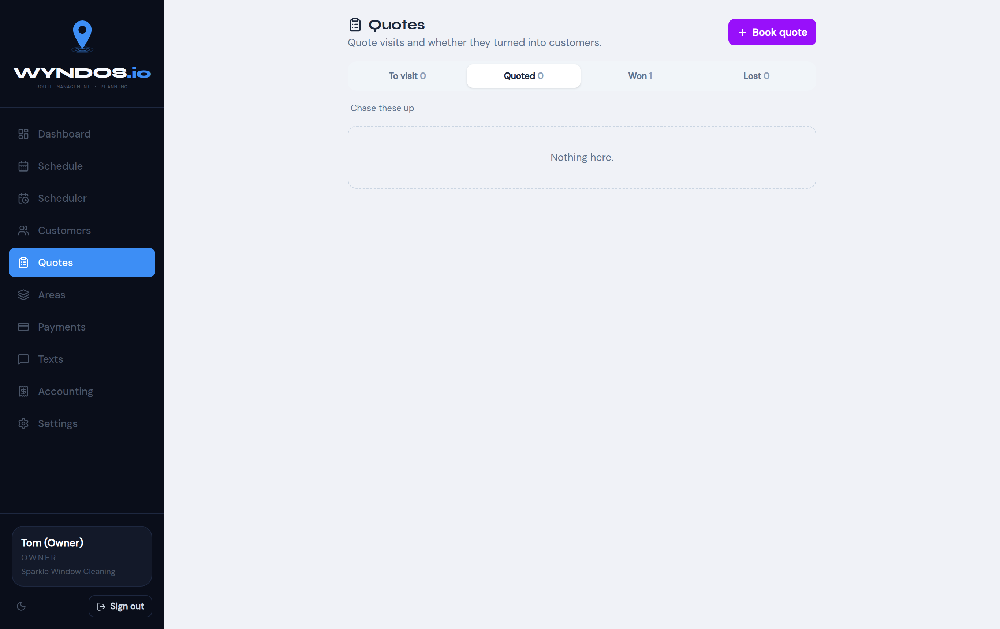 WYNDOS.io
ROUTE MANAGEMENT · PLANNING
Dashboard
Schedule
Scheduler
Customers
Quotes
Areas
Payments
Texts
Accounting
Settings
Tom (Owner)
OWNER
Sparkle Window Cleaning
Sign out
Quotes
Quote visits and whether they turned into customers.
+ Book quote
To visit 0
Quoted 0
Won 1
Lost 0
Chase these up
Nothing here.